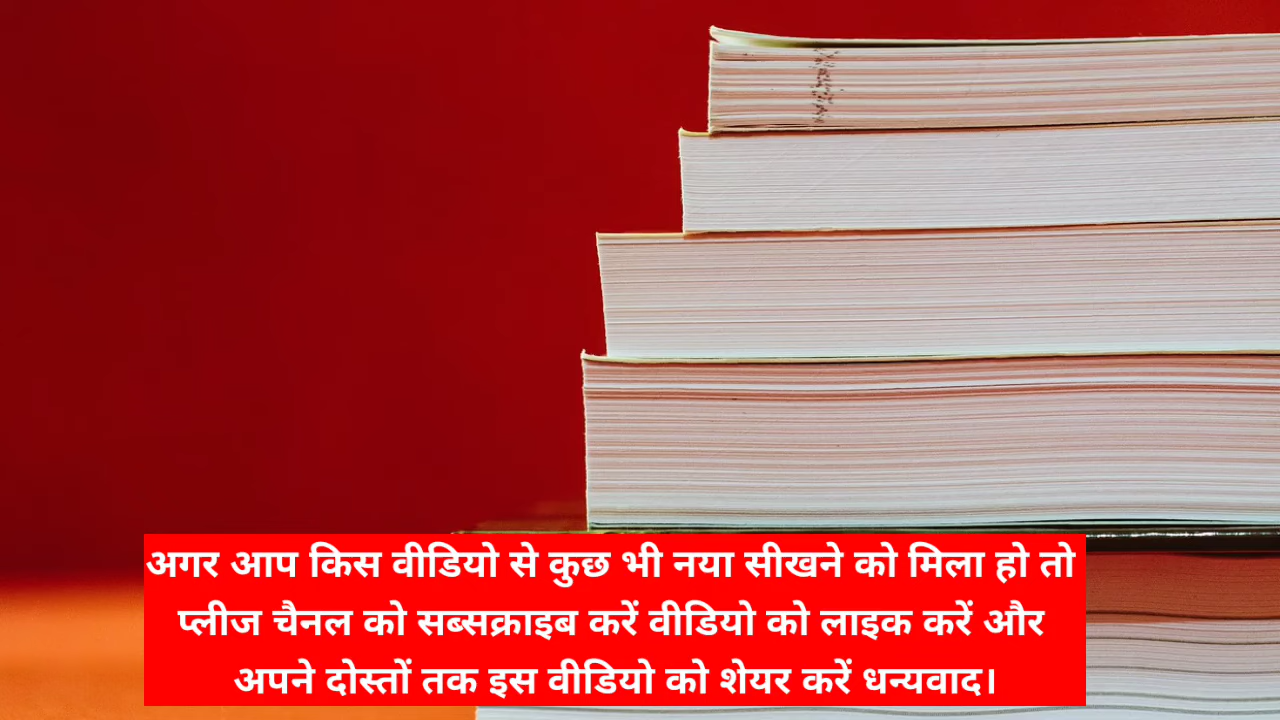 अगर आप किस वीडियो से कुछ भी नया सीखने को मिला हो तो
प्लीज चैनल को सब्सक्राइब करें वीडियो को लाइक करें और
अपने दोस्तों तक इस वीडियो को शेयर करें धन्यवाद।